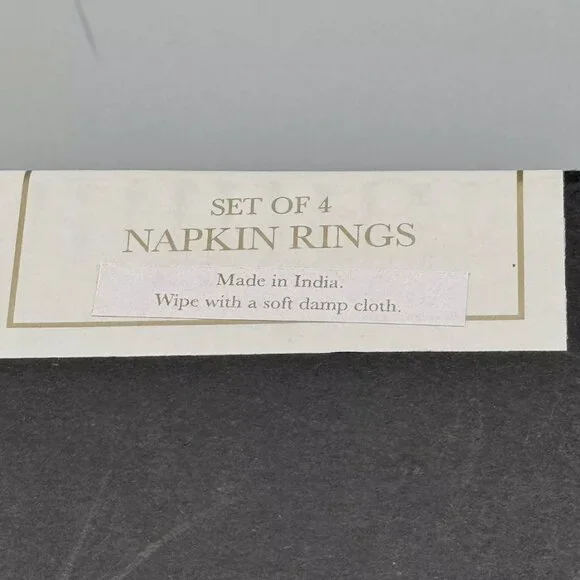 SET OF 4
NAPKIN RINGS
Made in India.
Wipe with a soft damp cloth.